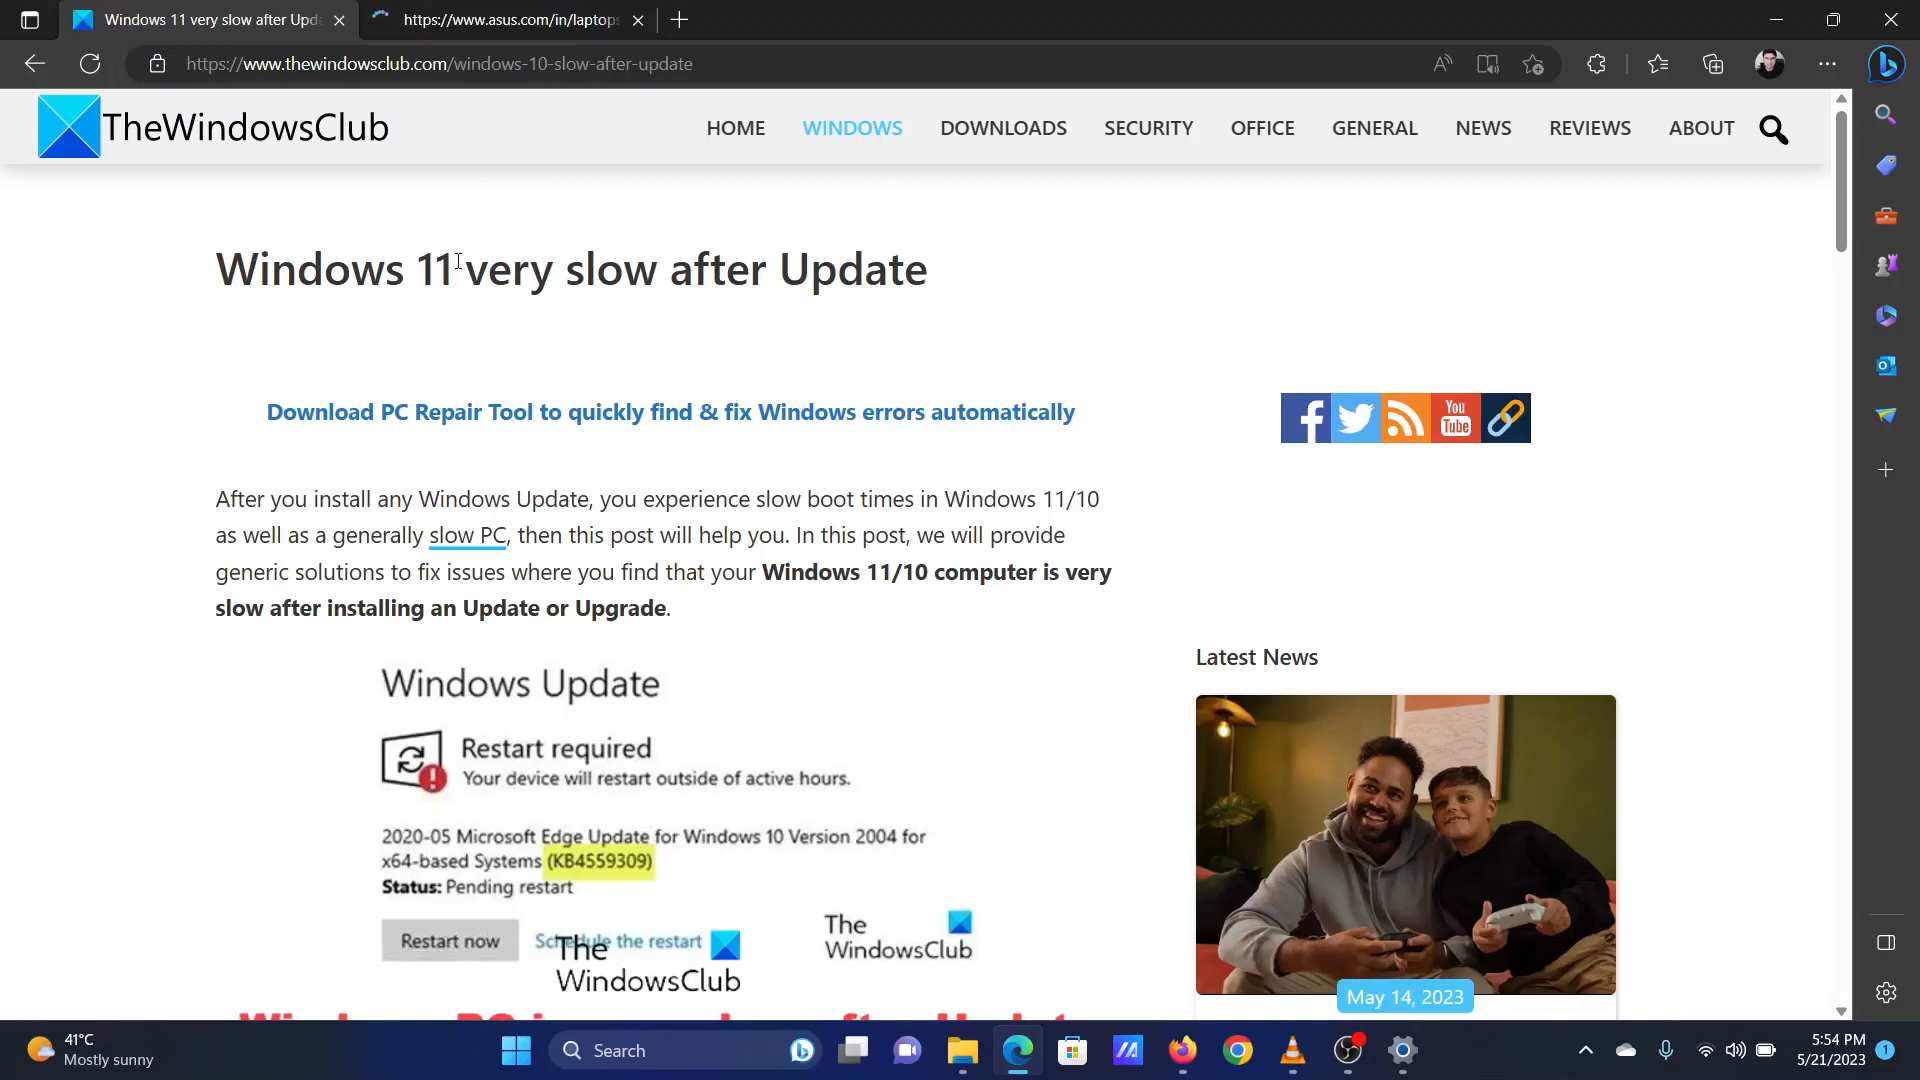 Windows 11 very slow after Upda
https://www.asus.com/in/laptops
https://www.thewindowsclub.com/windows-10-slow-after-update
TheWindowsClub
HOME
WINDOWS
DOWNLOADS
SECURITY
OFFICE
GENERAL
NEWS
REVIEWS
ABOUT
Windows 11 very slow after Update
Download PC Repair Tool to quickly find & fix Windows errors automatically
You
Tube
After you install any Windows Update, you experience slow boot times in Windows 11/10
as well as a generally slow PC, then this post will help you. In this post, we will provide
generic solutions to fix issues where you find that your Windows 11/10 computer is very
slow after installing an Update or Upgrade.
Latest News
Windows Update
Restart required
Your device will restart outside of active hours.
2020-05 Microsoft Edge Update for Windows 10 Version 2004 for
x64-based Systems (KB4559309)
Status: Pending restart
Restart now
Schedule the restart
The
WindowsClub
The
WindowsClub
May 14, 2023
41°C
Mostly sunny
Search
5:54 PM
5/21/2023
1